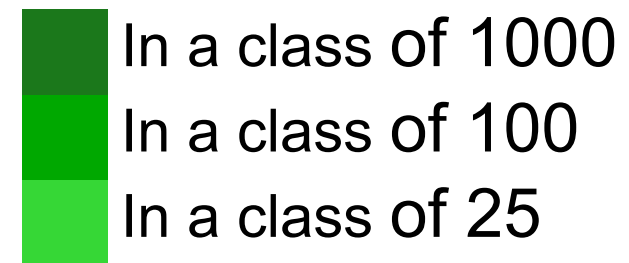 In a class of 1000
In a class of 100
In a class of 25